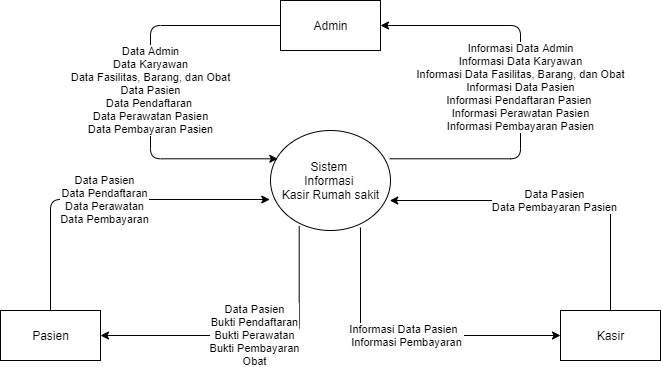 Admin
Data Admin
Data Karyawan
Data Fasilitas, Barang, dan Obat
Data Pasien
Data Pendaftaran
Data Perawatan Pasien
Data Pembayaran Pasien
Informasi Data Admin
Informasi Data Karyawan
Informasi Data Fasilitas, Barang, dan Obat
Informasi Data Pasien
Informasi Pendaftaran Pasien
Informasi Perawatan Pasien
Informasi Pembayaran Pasien
Sistem
Informasi
Kasir Rumah sakit
Data Pasien
Data Pendaftaran
Data Perawatan
Data Pembayaran
Data Pasien
Data Pembayaran Pasien
Pasien
Data Pasien
Bukti Pendaftaran
Bukti Perawatan
Bukti Pembayaran
Obat
Informasi Data Pasien
Informasi Pembayaran
Kasir